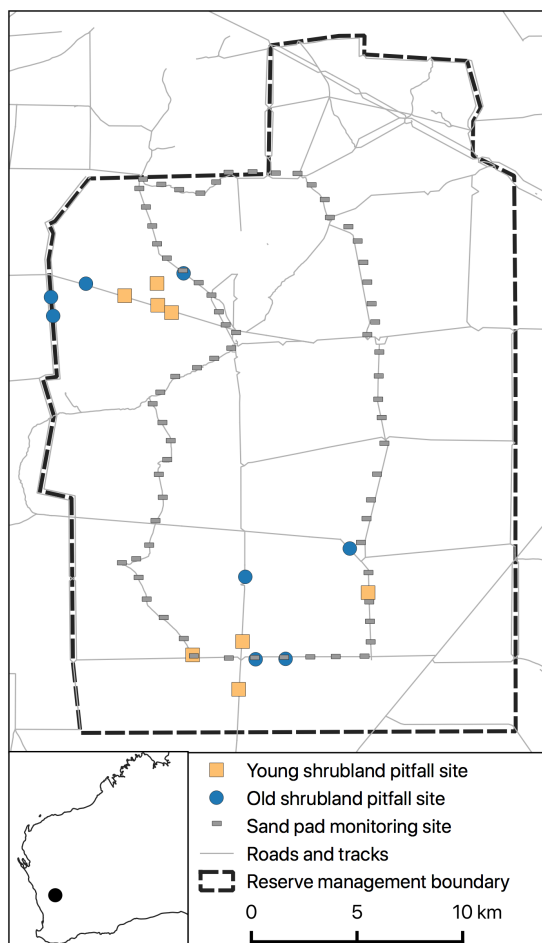 Young shrubland pitfall site
Old shrubland pitfall site
Sand pad monitoring site
Roads and tracks
Reserve management boundary
0 5 10 km